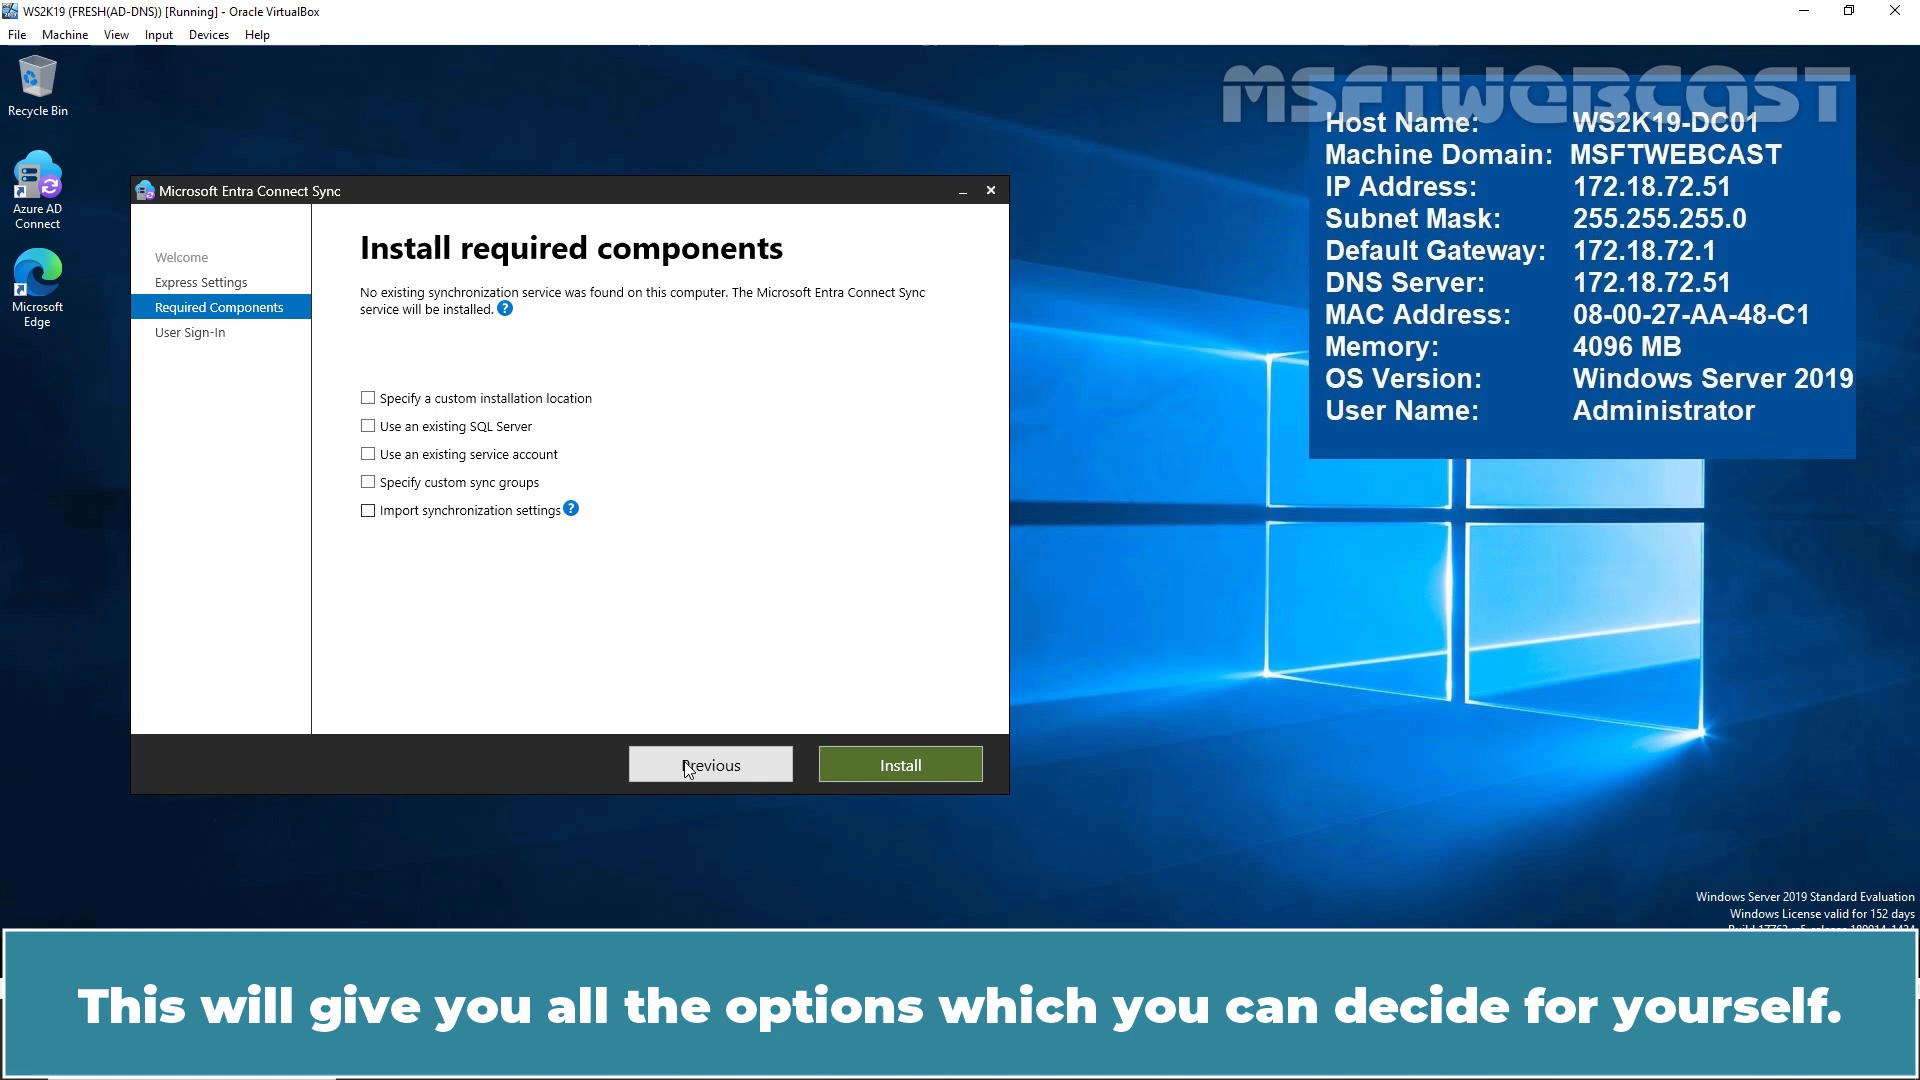 WS2K19 (FRESH(AD-DNS)) [Running] - Oracle VirtualBox
File Machine View Input Devices Help
Recycle Bin
Azure AD
Connect
Microsoft
Edge
MSFTWEBCAST
Host Name: WS2K19-DC01
Machine Domain: MSFTWEBCAST
IP Address: 172.18.72.51
Subnet Mask: 255.255.255.0
Default Gateway: 172.18.72.1
DNS Server: 172.18.72.51
MAC Address: 08-00-27-AA-48-C1
Memory: 4096 MB
OS Version: Windows Server 2019
User Name: Administrator
Microsoft Entra Connect Sync
Welcome
Express Settings
Required Components
User Sign-In
Install required components
No existing synchronization service was found on this computer. The Microsoft Entra Connect Sync
service will be installed. ?
Specify a custom installation location
Use an existing SQL Server
Use an existing service account
Specify custom sync groups
Import synchronization settings ?
Previous
Install
Windows Server 2019 Standard Evaluation
Windows License valid for 152 days
This will give you all the options which you can decide for yourself.